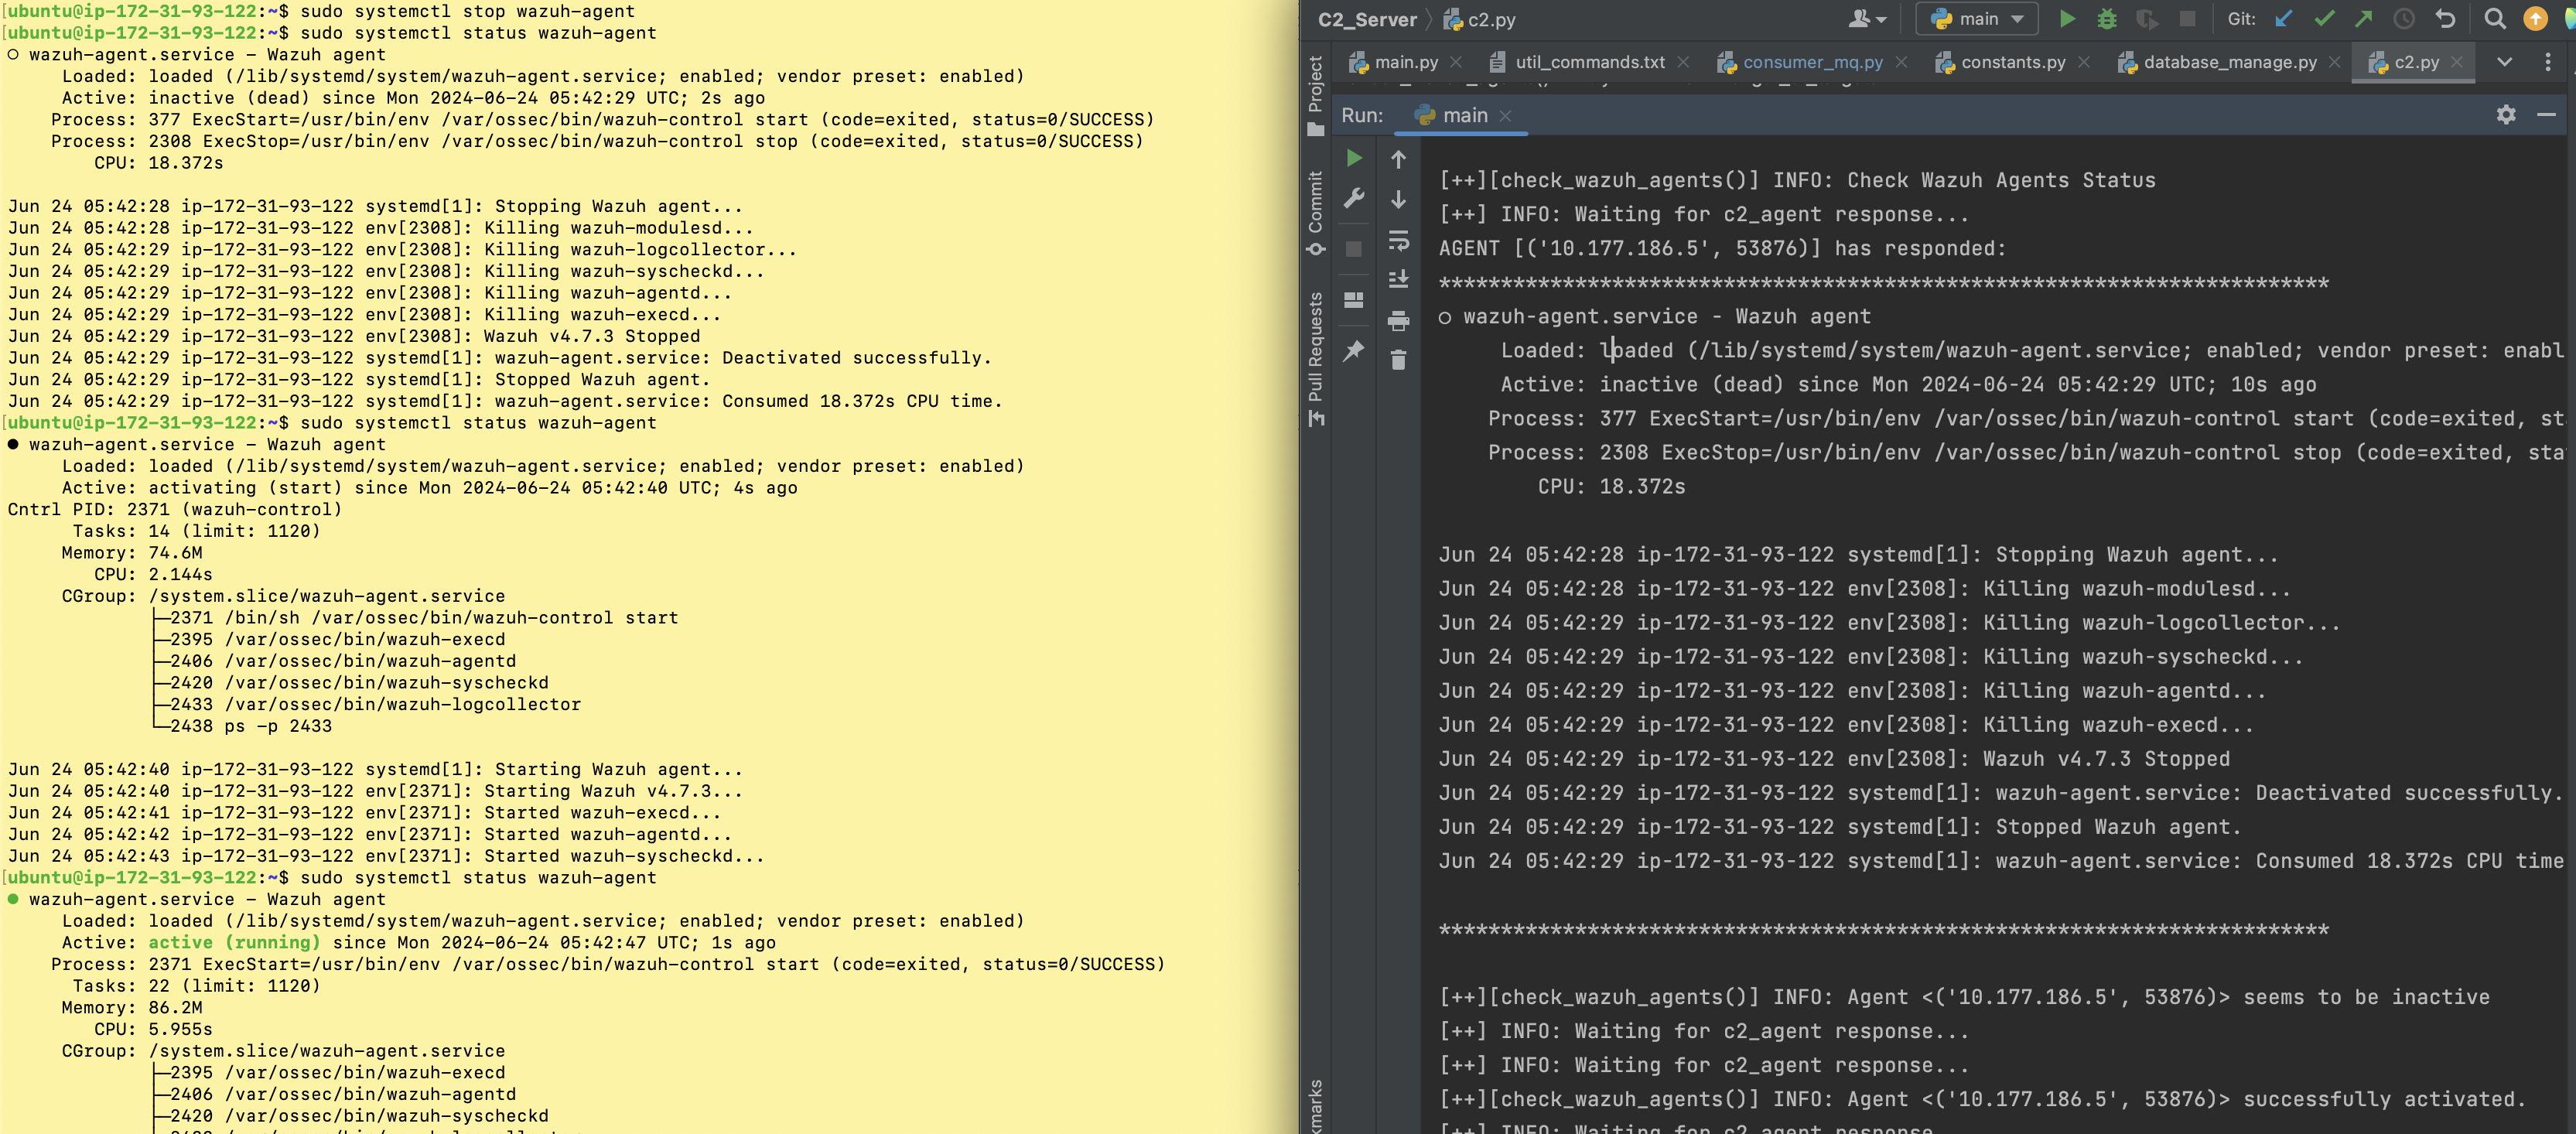 [ubuntu@ip-172-31-93-122:~$ sudo systemctl stop wazuh-agent
[ubuntu@ip-172-31-93-122:~$ sudo systemctl status wazuh-agent
○ wazuh-agent.service – Wazuh agent
Loaded: loaded (/lib/systemd/system/wazuh-agent.service; enabled; vendor preset: enabled)
Active: inactive (dead) since Mon 2024-06-24 05:42:29 UTC; 2s ago
Process: 377 ExecStart=/usr/bin/env /var/ossec/bin/wazuh-control start (code=exited, status=0/SUCCESS)
Process: 2308 ExecStop=/usr/bin/env /var/ossec/bin/wazuh-control stop (code=exited, status=0/SUCCESS)
CPU: 18.372s
Jun 24 05:42:28 ip-172-31-93-122 systemd[1]: Stopping Wazuh agent...
Jun 24 05:42:28 ip-172-31-93-122 env[2308]: Killing wazuh-modulesd...
Jun 24 05:42:29 ip-172-31-93-122 env[2308]: Killing wazuh-logcollector...
Jun 24 05:42:29 ip-172-31-93-122 env[2308]: Killing wazuh-syscheckd...
Jun 24 05:42:29 ip-172-31-93-122 env[2308]: Killing wazuh-agentd...
Jun 24 05:42:29 ip-172-31-93-122 env[2308]: Killing wazuh-execd...
Jun 24 05:42:29 ip-172-31-93-122 env[2308]: Wazuh v4.7.3 Stopped
Jun 24 05:42:29 ip-172-31-93-122 systemd[1]: wazuh-agent.service: Deactivated successfully.
Jun 24 05:42:29 ip-172-31-93-122 systemd[1]: Stopped Wazuh agent.
Jun 24 05:42:29 ip-172-31-93-122 systemd[1]: wazuh-agent.service: Consumed 18.372s CPU time.
[ubuntu@ip-172-31-93-122:~$ sudo systemctl status wazuh-agent
● wazuh-agent.service – Wazuh agent
Loaded: loaded (/lib/systemd/system/wazuh-agent.service; enabled; vendor preset: enabled)
Active: activating (start) since Mon 2024-06-24 05:42:40 UTC; 4s ago
Cntrl PID: 2371 (wazuh-control)
Tasks: 14 (limit: 1120)
Memory: 74.6M
CPU: 2.144s
CGroup: /system.slice/wazuh-agent.service
├─2371 /bin/sh /var/ossec/bin/wazuh-control start
├─2395 /var/ossec/bin/wazuh-execd
├─2406 /var/ossec/bin/wazuh-agentd
├─2420 /var/ossec/bin/wazuh-syscheckd
├─2433 /var/ossec/bin/wazuh-logcollector
└─2438 ps -p 2433
Jun 24 05:42:40 ip-172-31-93-122 systemd[1]: Starting Wazuh agent...
Jun 24 05:42:40 ip-172-31-93-122 env[2371]: Starting Wazuh v4.7.3...
Jun 24 05:42:41 ip-172-31-93-122 env[2371]: Started wazuh-execd...
Jun 24 05:42:42 ip-172-31-93-122 env[2371]: Started wazuh-agentd...
Jun 24 05:42:43 ip-172-31-93-122 env[2371]: Started wazuh-syscheckd...
[ubuntu@ip-172-31-93-122:~$ sudo systemctl status wazuh-agent
● wazuh-agent.service – Wazuh agent
Loaded: loaded (/lib/systemd/system/wazuh-agent.service; enabled; vendor preset: enabled)
Active: active (running) since Mon 2024-06-24 05:42:47 UTC; 1s ago
Process: 2371 ExecStart=/usr/bin/env /var/ossec/bin/wazuh-control start (code=exited, status=0/SUCCESS)
Tasks: 22 (limit: 1120)
Memory: 86.2M
CPU: 5.955s
CGroup: /system.slice/wazuh-agent.service
├─2395 /var/ossec/bin/wazuh-execd
├─2406 /var/ossec/bin/wazuh-agentd
├─2420 /var/ossec/bin/wazuh-syscheckd
C2_Server c2.py main Git:
main.py util_commands.txt consumer_mq.py constants.py database_manage.py c2.py
Project
Commit
Pull Requests
Run: main
[++][check_wazuh_agents()] INFO: Check Wazuh Agents Status
[++] INFO: Waiting for c2_agent response...
AGENT [('10.177.186.5', 53876)] has responded:
************************************************************************
○ wazuh-agent.service - Wazuh agent
Loaded: loaded (/lib/systemd/system/wazuh-agent.service; enabled; vendor preset: enabl
Active: inactive (dead) since Mon 2024-06-24 05:42:29 UTC; 10s ago
Process: 377 ExecStart=/usr/bin/env /var/ossec/bin/wazuh-control start (code=exited, st
Process: 2308 ExecStop=/usr/bin/env /var/ossec/bin/wazuh-control stop (code=exited, sta
CPU: 18.372s
Jun 24 05:42:28 ip-172-31-93-122 systemd[1]: Stopping Wazuh agent...
Jun 24 05:42:28 ip-172-31-93-122 env[2308]: Killing wazuh-modulesd...
Jun 24 05:42:29 ip-172-31-93-122 env[2308]: Killing wazuh-logcollector...
Jun 24 05:42:29 ip-172-31-93-122 env[2308]: Killing wazuh-syscheckd...
Jun 24 05:42:29 ip-172-31-93-122 env[2308]: Killing wazuh-agentd...
Jun 24 05:42:29 ip-172-31-93-122 env[2308]: Killing wazuh-execd...
Jun 24 05:42:29 ip-172-31-93-122 env[2308]: Wazuh v4.7.3 Stopped
Jun 24 05:42:29 ip-172-31-93-122 systemd[1]: wazuh-agent.service: Deactivated successfully.
Jun 24 05:42:29 ip-172-31-93-122 systemd[1]: Stopped Wazuh agent.
Jun 24 05:42:29 ip-172-31-93-122 systemd[1]: wazuh-agent.service: Consumed 18.372s CPU time
************************************************************************
[++][check_wazuh_agents()] INFO: Agent <('10.177.186.5', 53876)> seems to be inactive
[++] INFO: Waiting for c2_agent response...
[++] INFO: Waiting for c2_agent response...
[++][check_wazuh_agents()] INFO: Agent <('10.177.186.5', 53876)> successfully activated.
[++] INFO: Waiting for c2_agent response